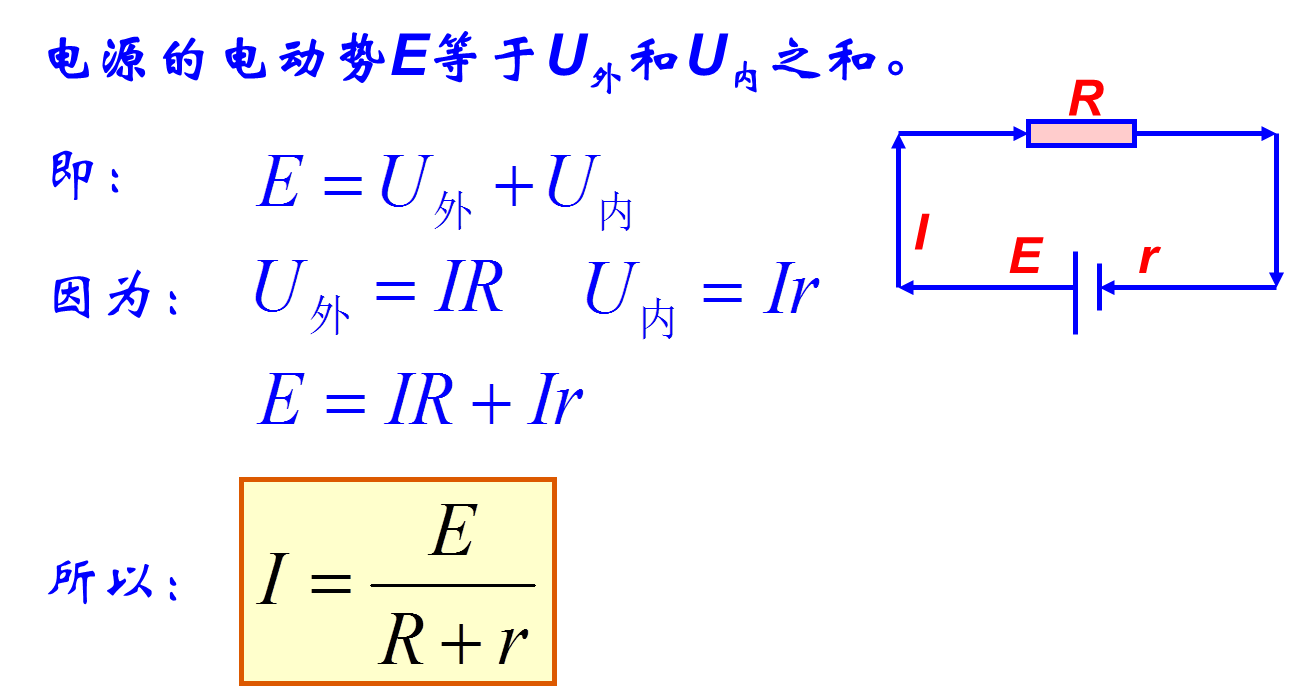 电源的电动势E等于U外和U内之和。
即： E = U外 + U内
因为： U外 = IR U内 = Ir
E = IR + Ir
所以： I = E / (R + r)
R
I
E
r